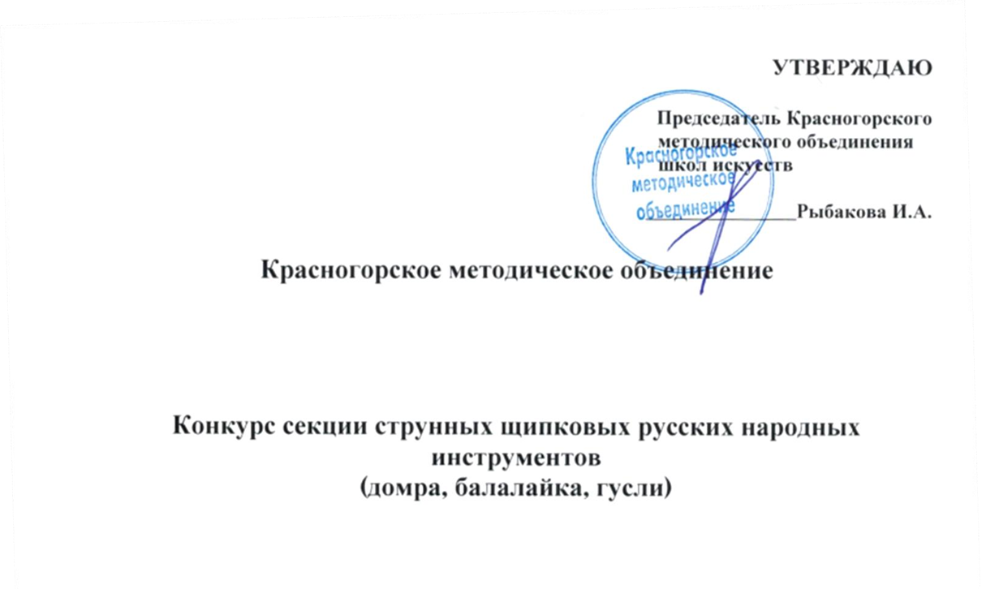 УТВЕРЖДАЮ
Председатель Красногорского
методического объединения
школ искусств
Красногорское
методическое
объединение
______________Рыбакова И.А.
Красногорское методическое объединение
Конкурс секции струнных щипковых русских народных
инструментов
(домра, балалайка, гусли)